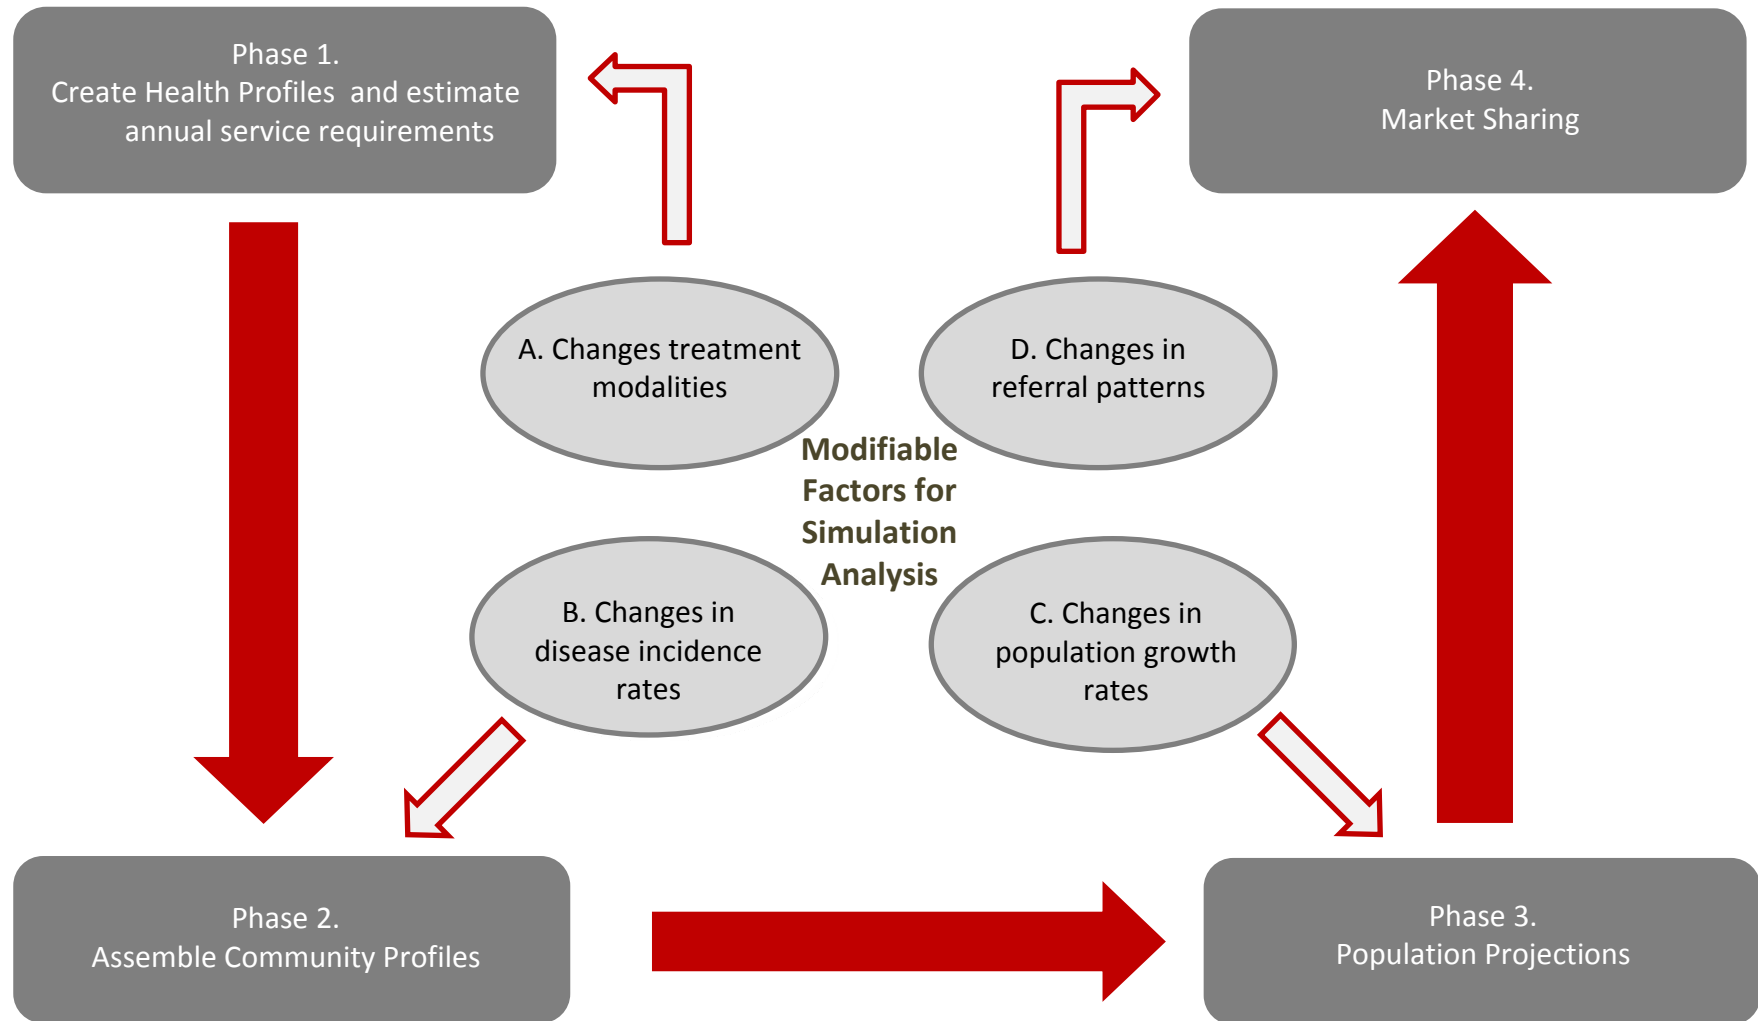 Phase 1.
Create Health Profiles and estimate
annual service requirements
Phase 4.
Market Sharing
A. Changes treatment
modalities
D. Changes in
referral patterns
Modifiable
Factors for
Simulation
Analysis
B. Changes in
disease incidence
rates
C. Changes in
population growth
rates
Phase 2.
Assemble Community Profiles
Phase 3.
Population Projections